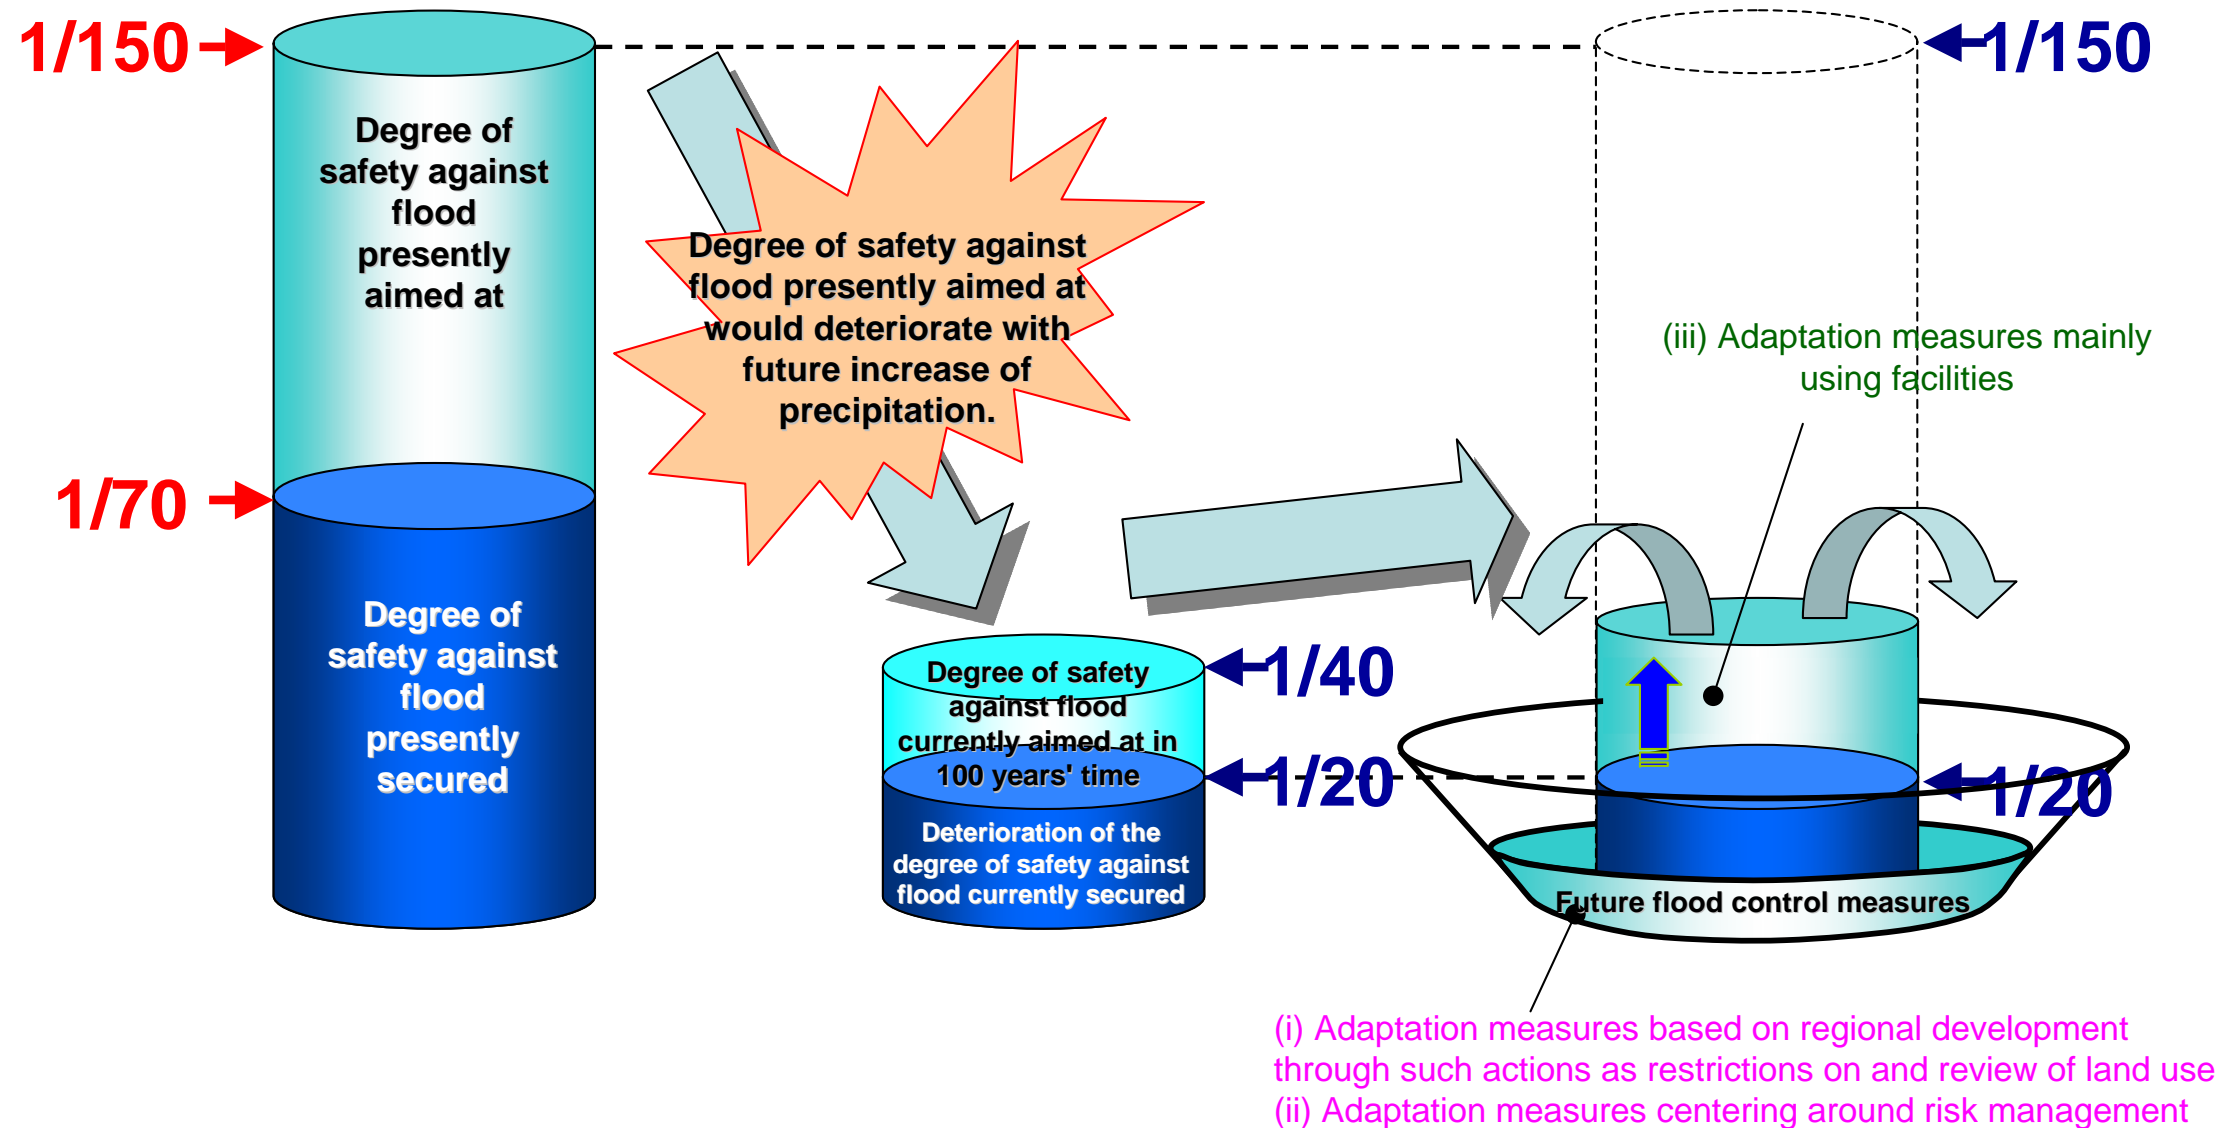 1/150
Degree of
safety against
flood
presently
aimed at
1/70
Degree of
safety against
flood
presently
secured
Degree of safety against
flood presently aimed at
would deteriorate with
future increase of
precipitation.
Degree of safety
against flood
currently aimed at in
100 years' time
Deterioration of the
degree of safety against
flood currently secured
1/40
1/20
1/150
(iii) Adaptation measures mainly
using facilities
1/20
Future flood control measures
(i) Adaptation measures based on regional development
through such actions as restrictions on and review of land use
(ii) Adaptation measures centering around risk management